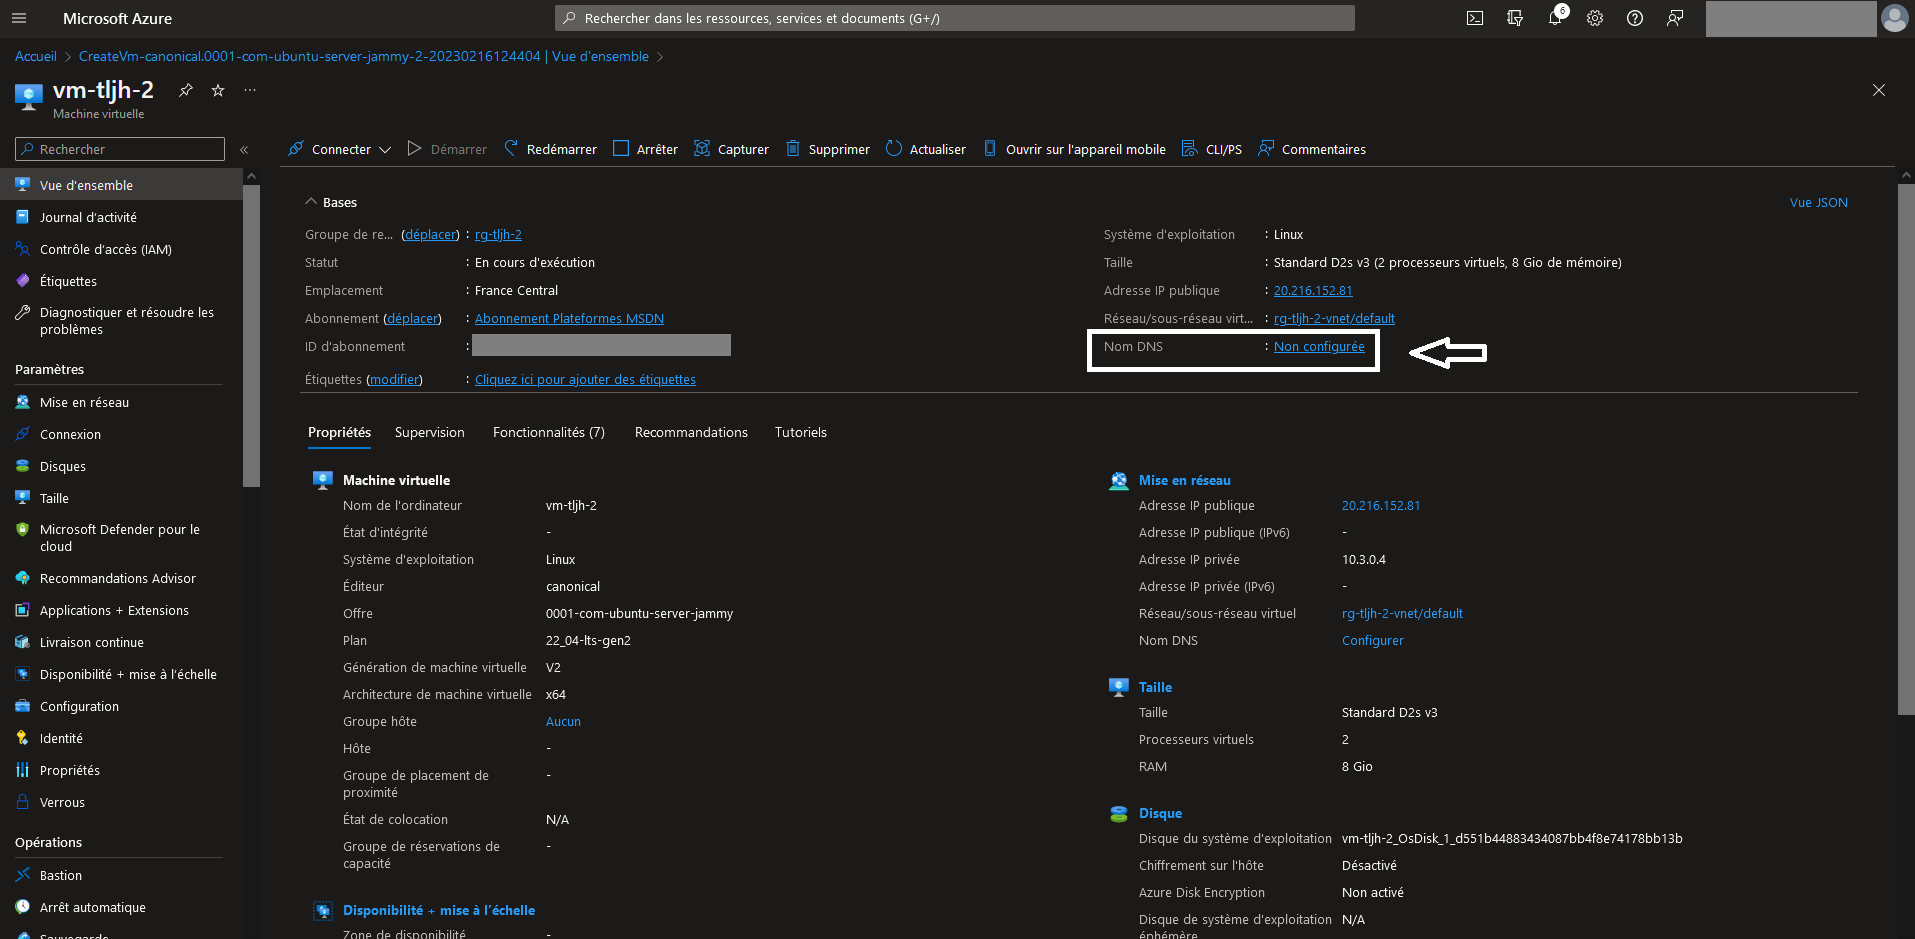 Microsoft Azure
Rechercher dans les ressources, services et documents (G+/)
6
Accueil > CreateVm-canonical.0001-com-ubuntu-server-jammy-2-20230216124404 | Vue d'ensemble >
vm-tljh-2
Machine virtuelle
Rechercher
«
Connecter
Démarrer
Redémarrer
Arrêter
Capturer
Supprimer
Actualiser
Ouvrir sur l'appareil mobile
CLI/PS
Commentaires
Vue d'ensemble
Journal d'activité
Contrôle d'accès (IAM)
Étiquettes
Diagnostiquer et résoudre les
problèmes
Paramètres
Mise en réseau
Connexion
Disques
Taille
Microsoft Defender pour le
cloud
Recommandations Advisor
Applications + Extensions
Livraison continue
Disponibilité + mise à l'échelle
Configuration
Identité
Propriétés
Verrous
Opérations
Bastion
Arrêt automatique
Sauvegarde
Bases
Vue JSON
Groupe de re... (déplacer) : rg-tljh-2
Statut : En cours d'exécution
Emplacement : France Central
Abonnement (déplacer) : Abonnement Plateformes MSDN
ID d'abonnement :
Étiquettes (modifier) : Cliquez ici pour ajouter des étiquettes
Système d'exploitation : Linux
Taille : Standard D2s v3 (2 processeurs virtuels, 8 Gio de mémoire)
Adresse IP publique : 20.216.152.81
Réseau/sous-réseau virt... : rg-tljh-2-vnet/default
Nom DNS : Non configurée
Propriétés
Supervision
Fonctionnalités (7)
Recommandations
Tutoriels
Machine virtuelle
Nom de l'ordinateur vm-tljh-2
État d'intégrité -
Système d'exploitation Linux
Éditeur canonical
Offre 0001-com-ubuntu-server-jammy
Plan 22_04-lts-gen2
Génération de machine virtuelle V2
Architecture de machine virtuelle x64
Groupe hôte Aucun
Hôte -
Groupe de placement de -
proximité
État de colocation N/A
Groupe de réservations de -
capacité
Disponibilité + mise à l'échelle
Zone de disponibilité -
Mise en réseau
Adresse IP publique 20.216.152.81
Adresse IP publique (IPv6) -
Adresse IP privée 10.3.0.4
Adresse IP privée (IPv6) -
Réseau/sous-réseau virtuel rg-tljh-2-vnet/default
Nom DNS Configurer
Taille
Taille Standard D2s v3
Processeurs virtuels 2
RAM 8 Gio
Disque
Disque du système d'exploitation vm-tljh-2_OsDisk_1_d551b44883434087bb4f8e74178bb13b
Chiffrement sur l'hôte Désactivé
Azure Disk Encryption Non activé
Disque de système d'exploitation N/A
éphémère